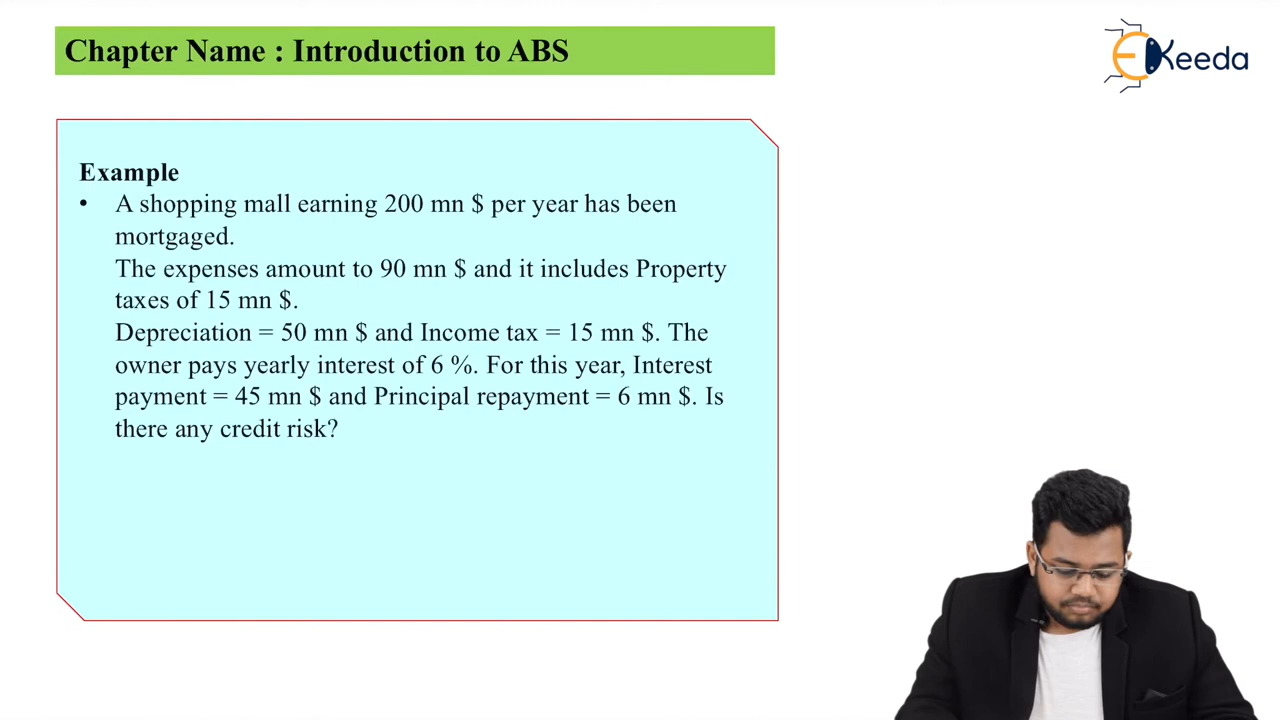 Chapter Name : Introduction to ABS
EKeeda
Example
• A shopping mall earning 200 mn $ per year has been
mortgaged.
The expenses amount to 90 mn $ and it includes Property
taxes of 15 mn $.
Depreciation = 50 mn $ and Income tax = 15 mn $. The
owner pays yearly interest of 6 %. For this year, Interest
payment = 45 mn $ and Principal repayment = 6 mn $. Is
there any credit risk?